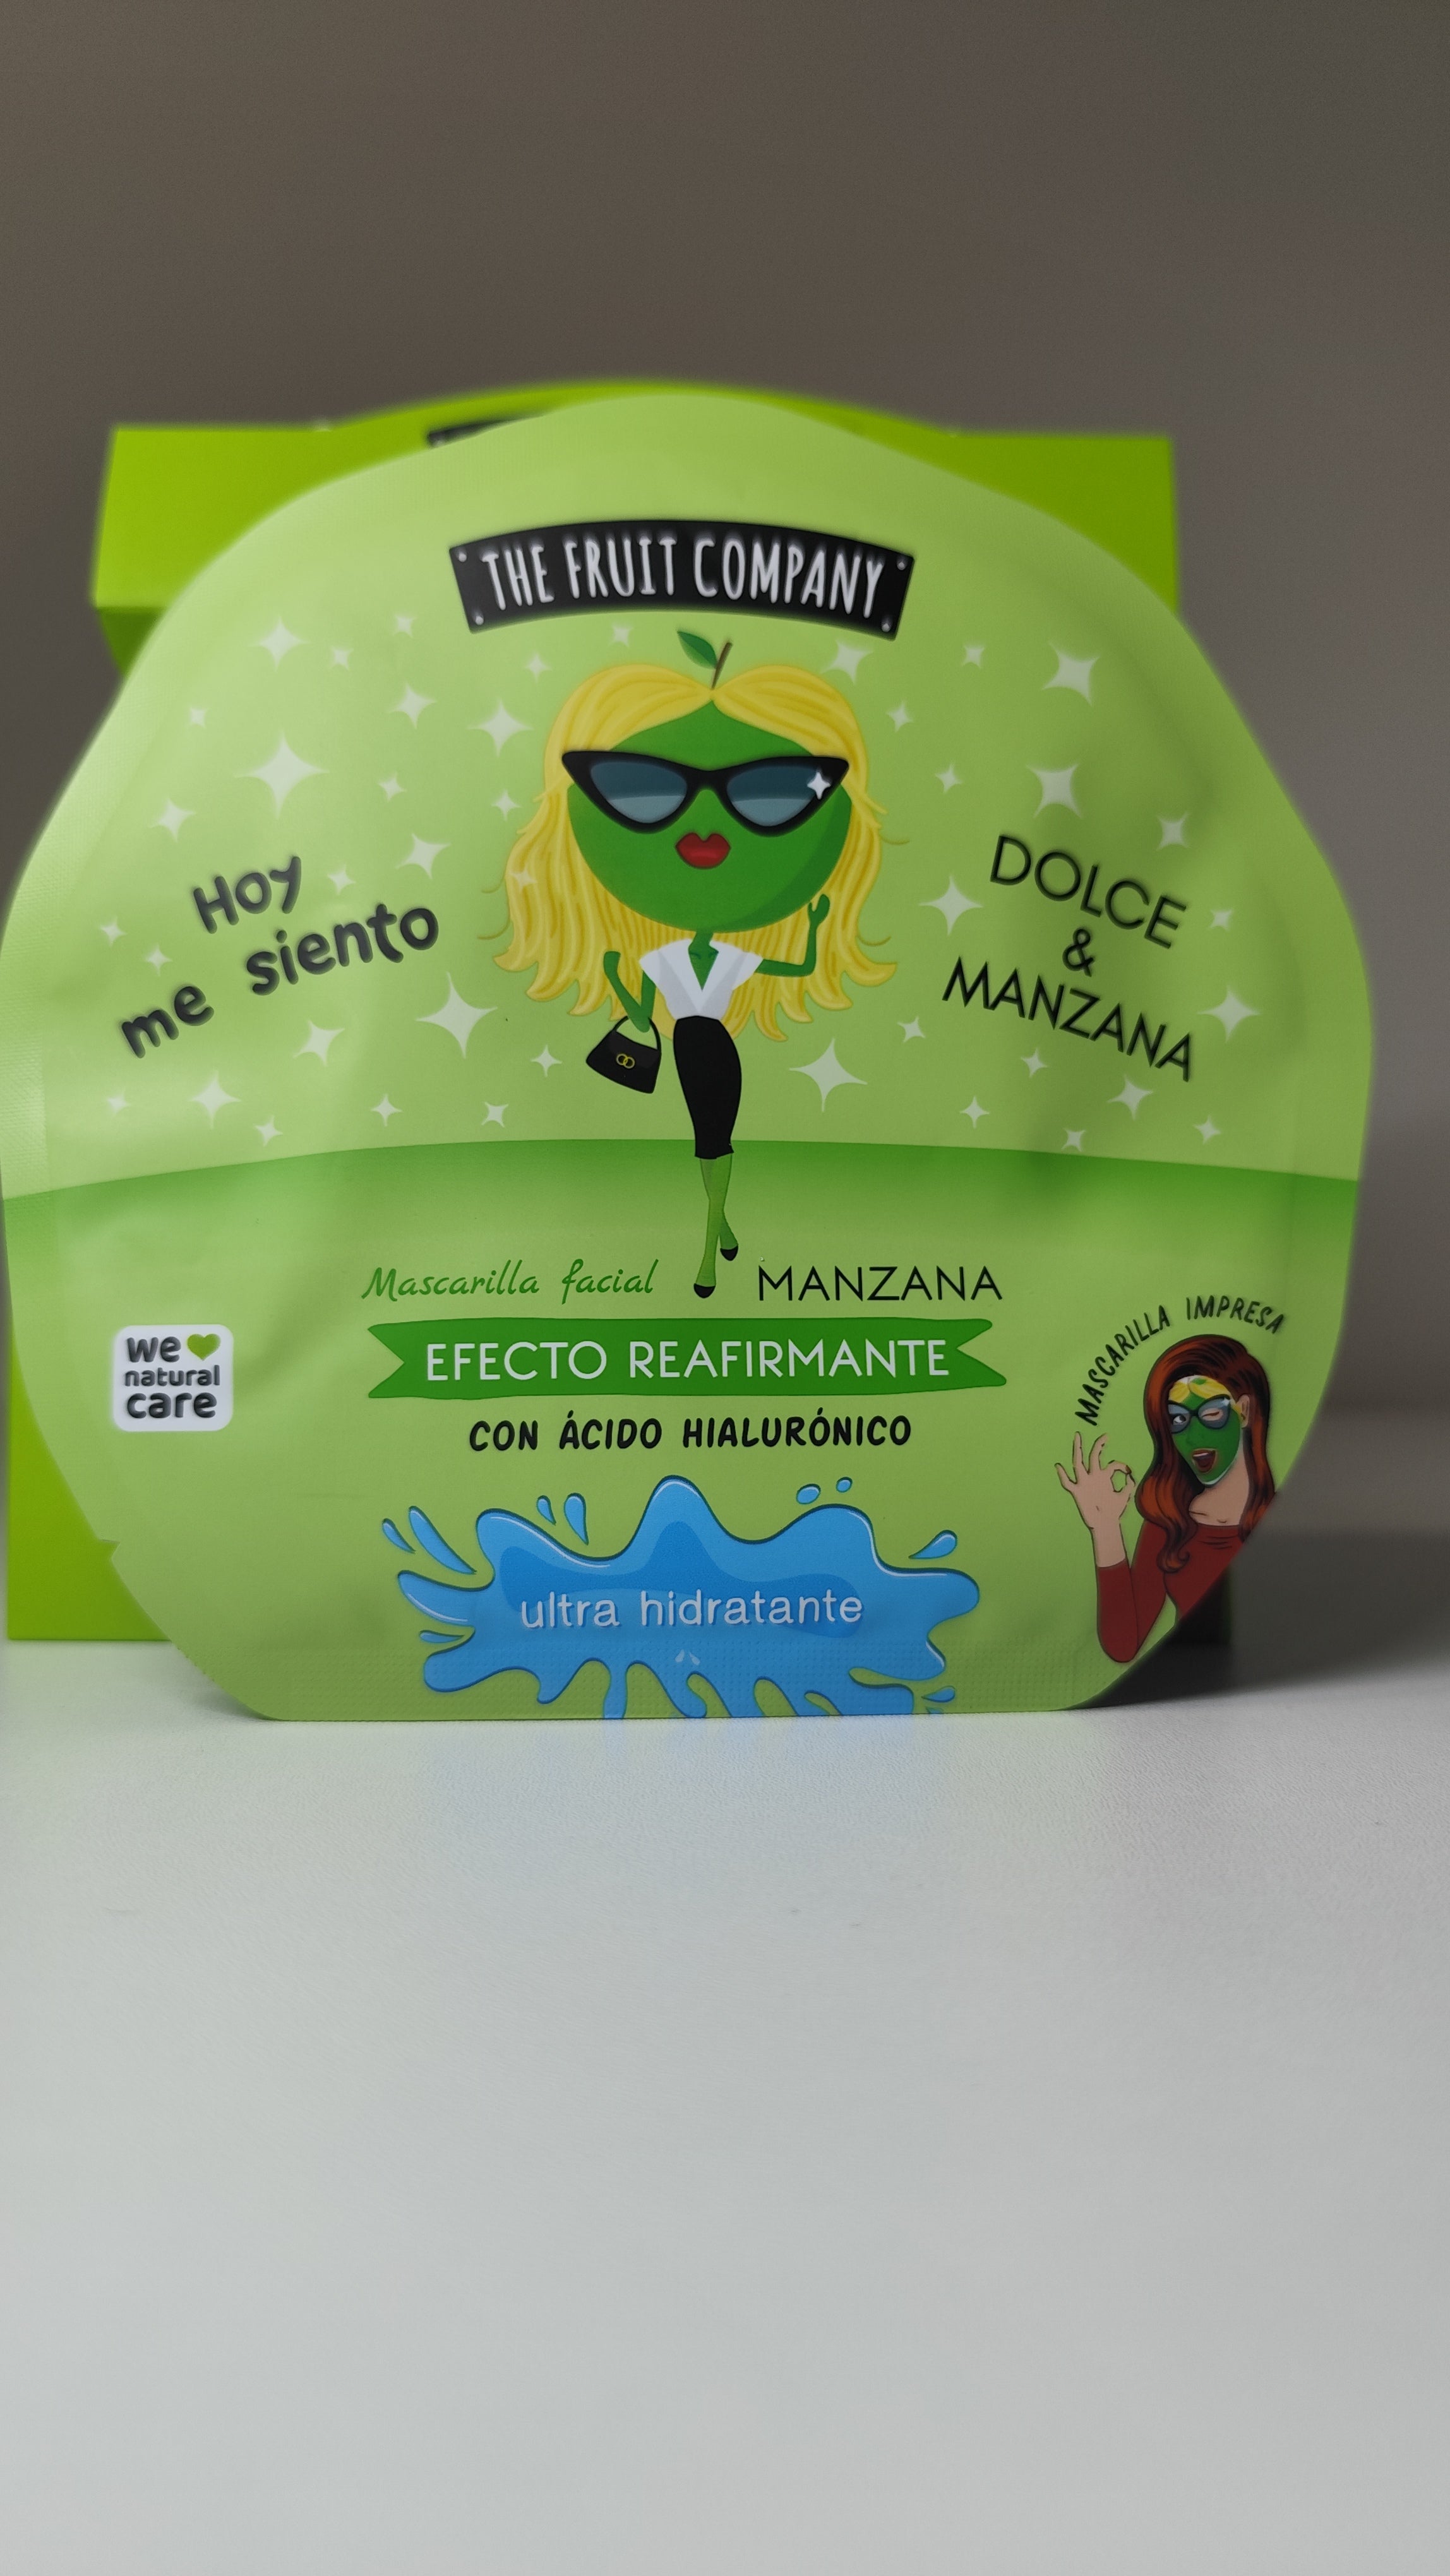 THE FRUIT COMPANY
Hoy
me siento
DOLCE
&
MANZANA
Mascarilla facial MANZANA
EFECTO REAFIRMANTE
CON ÁCIDO HIALURÓNICO
ultra hidratante
we
natural
care
MASCARILLA IMPRESA